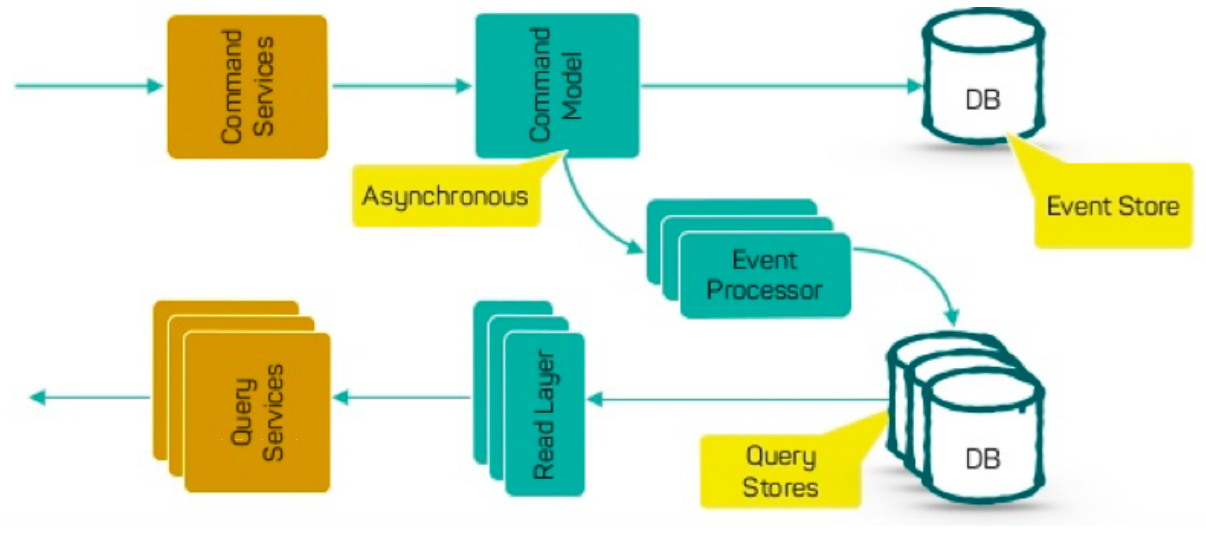 Command
Services
Command
Model
DB
Asynchronous
Event Store
Event
Processor
Query
Services
Read Layer
Query
Stores
DB